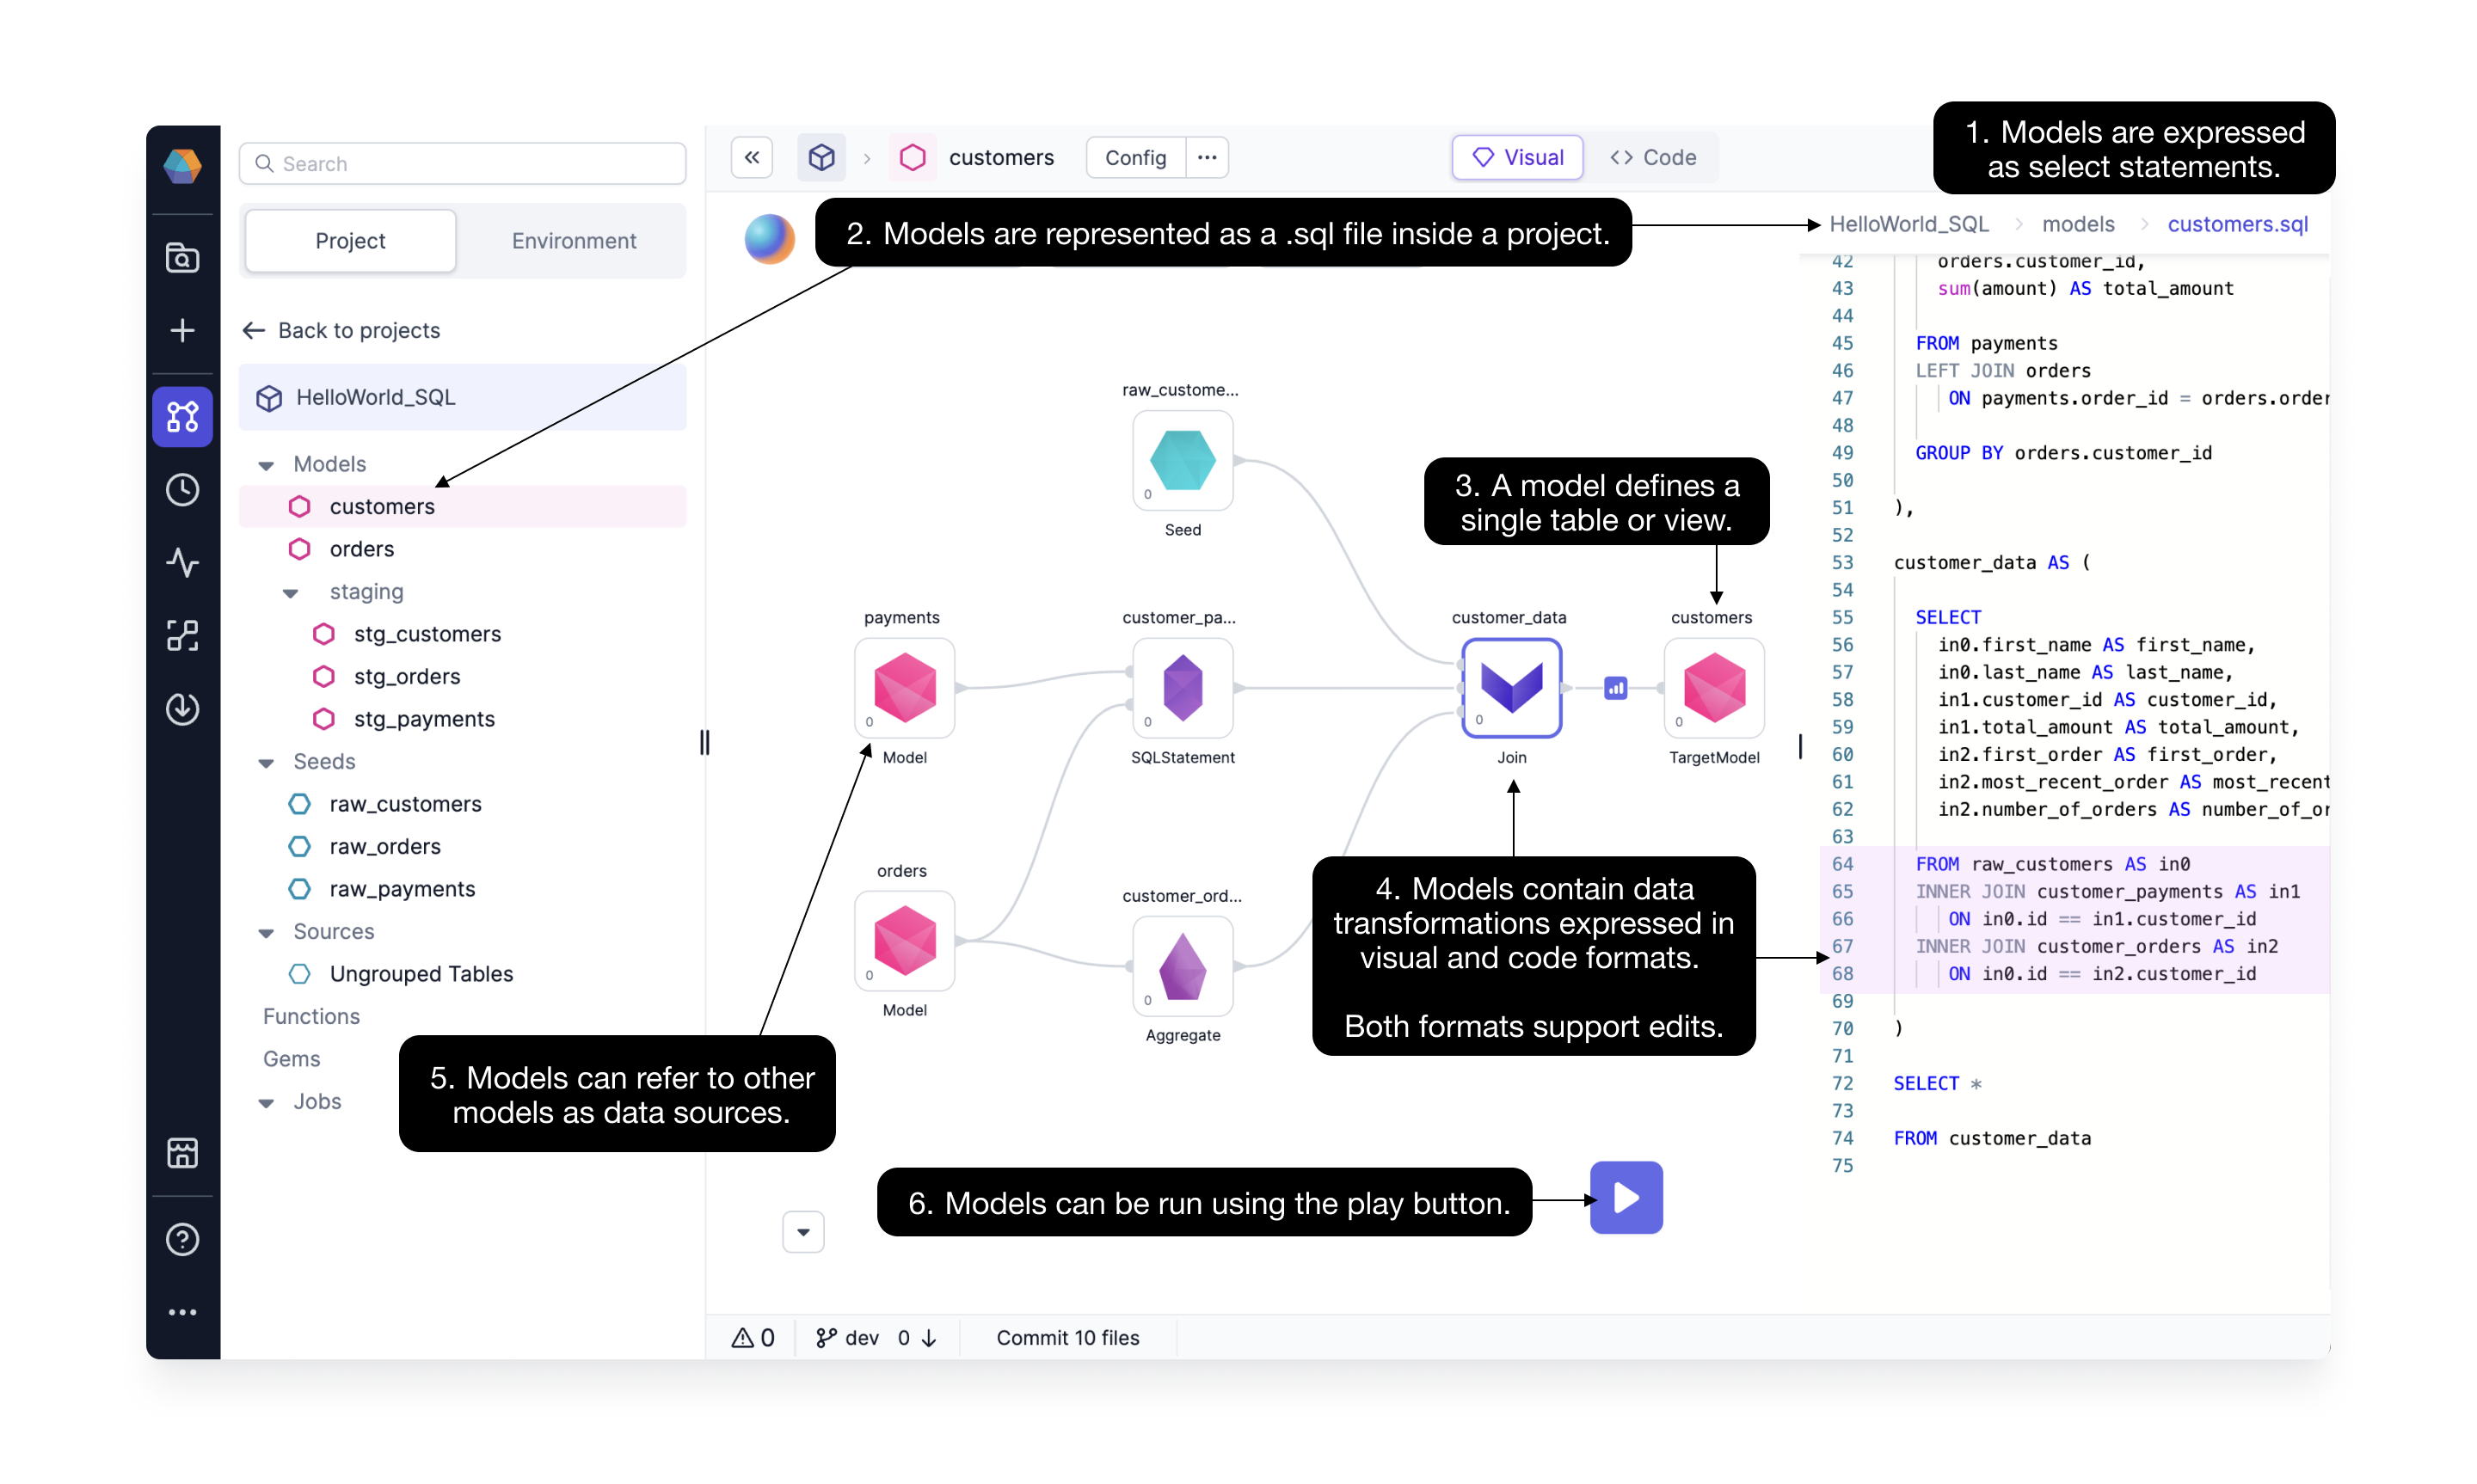 Search
Project
Environment
Back to projects
HelloWorld_SQL
Models
customers
orders
staging
stg_customers
stg_orders
stg_payments
Seeds
raw_customers
raw_orders
raw_payments
Sources
Ungrouped Tables
Functions
Gems
Jobs
customers
Config
Visual
Code
1. Models are expressed
as select statements.
2. Models are represented as a .sql file inside a project.
HelloWorld_SQL > models > customers.sql
raw_custome...
0
Seed
3. A model defines a
single table or view.
payments
0
Model
customer_pa...
0
SQLStatement
customer_data
0
Join
customers
0
TargetModel
orders
0
Model
customer_ord...
0
Aggregate
4. Models contain data
transformations expressed in
visual and code formats.
Both formats support edits.
5. Models can refer to other
models as data sources.
6. Models can be run using the play button.
42 orders.customer_id,
43 sum(amount) AS total_amount
44
45 FROM payments
46 LEFT JOIN orders
47 ON payments.order_id = orders.order
48
49 GROUP BY orders.customer_id
50
51 ),
52
53 customer_data AS (
54
55 SELECT
56 in0.first_name AS first_name,
57 in0.last_name AS last_name,
58 in1.customer_id AS customer_id,
59 in1.total_amount AS total_amount,
60 in2.first_order AS first_order,
61 in2.most_recent_order AS most_recent
62 in2.number_of_orders AS number_of_or
63
64 FROM raw_customers AS in0
65 INNER JOIN customer_payments AS in1
66 ON in0.id == in1.customer_id
67 INNER JOIN customer_orders AS in2
68 ON in0.id == in2.customer_id
69
70 )
71
72 SELECT *
73
74 FROM customer_data
75
0
dev 0
Commit 10 files